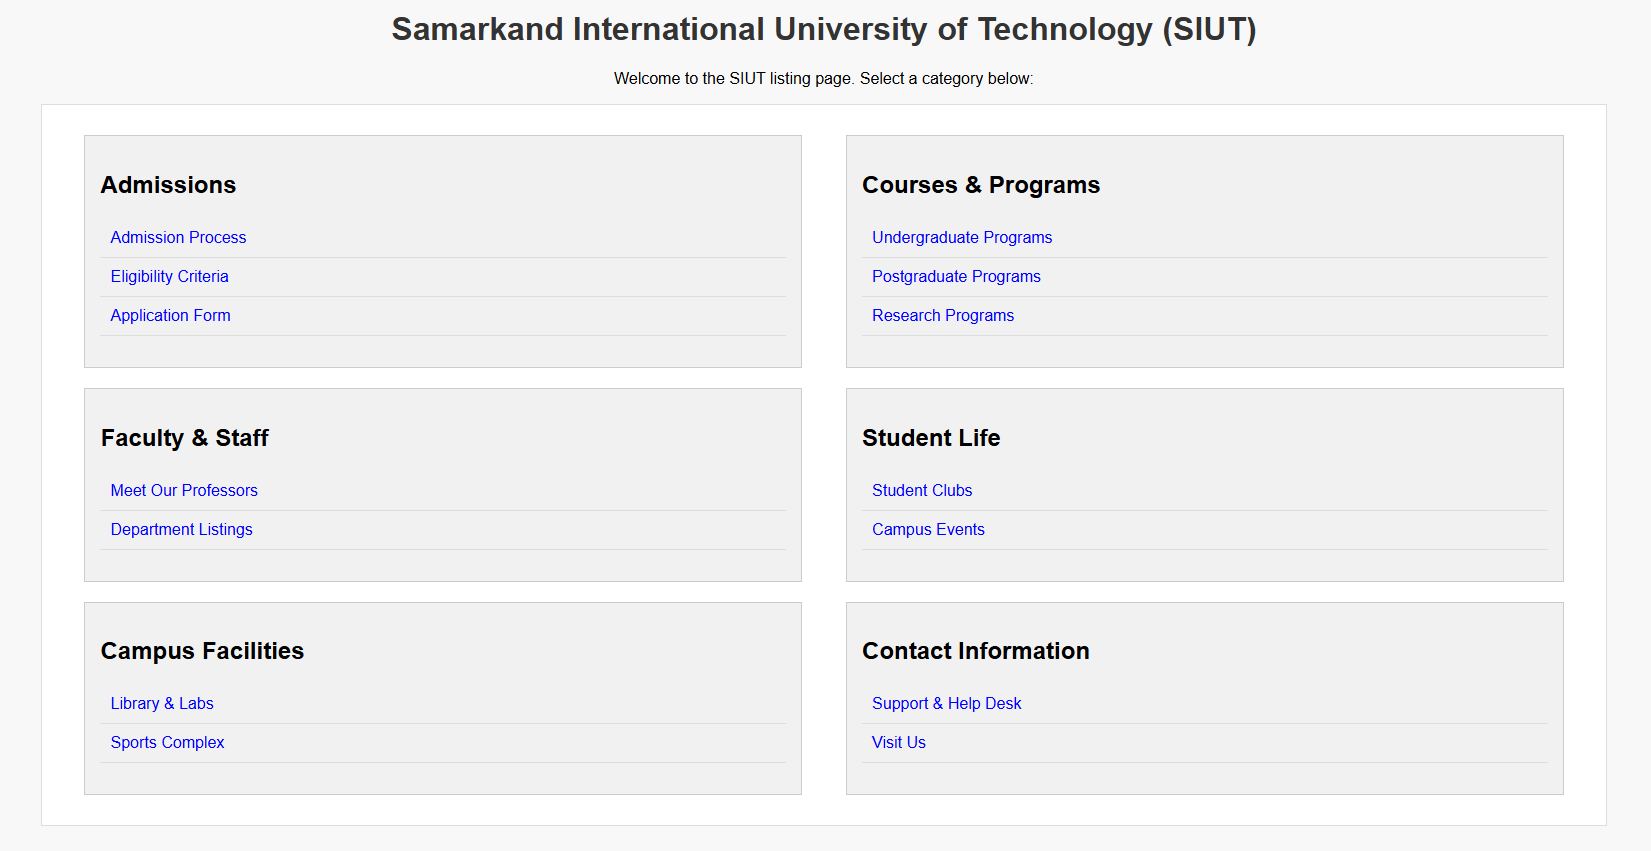 Samarkand International University of Technology (SIUT)
Welcome to the SIUT listing page. Select a category below:
Admissions
Admission Process
Eligibility Criteria
Application Form
Courses & Programs
Undergraduate Programs
Postgraduate Programs
Research Programs
Faculty & Staff
Meet Our Professors
Department Listings
Student Life
Student Clubs
Campus Events
Campus Facilities
Library & Labs
Sports Complex
Contact Information
Support & Help Desk
Visit Us